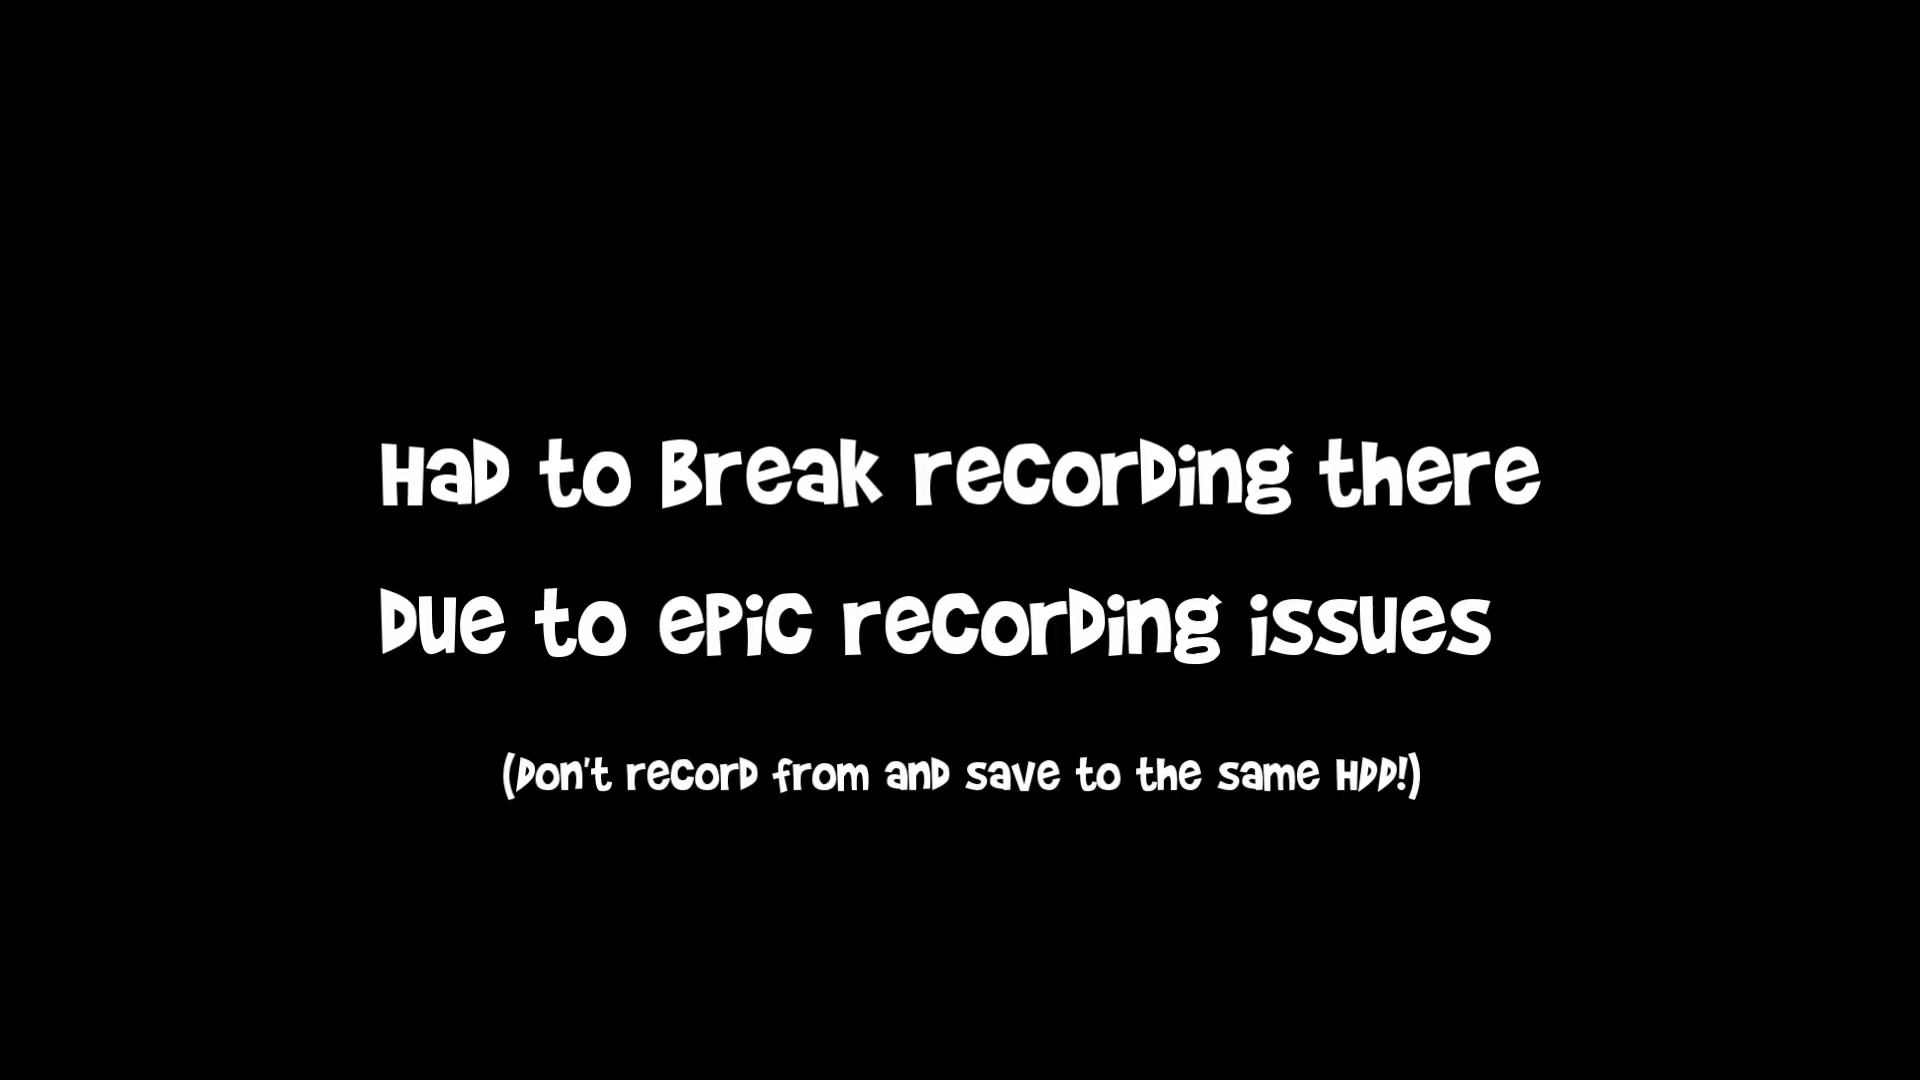 Had to Break recording there
Due to epic recording issues
(Don't record from and save to the same HDD!)